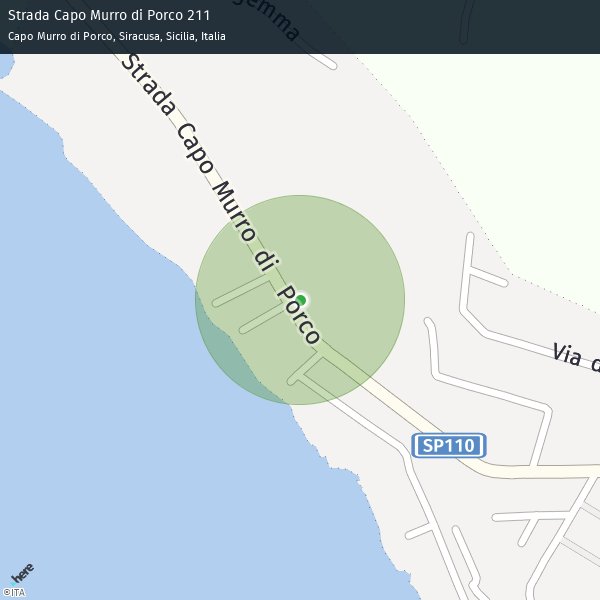 Strada Capo Murro di Porco 211
Capo Murro di Porco, Siracusa, Sicilia, Italia
Strada Capo Murro di Porco
Via d
SP110
here
©ITA